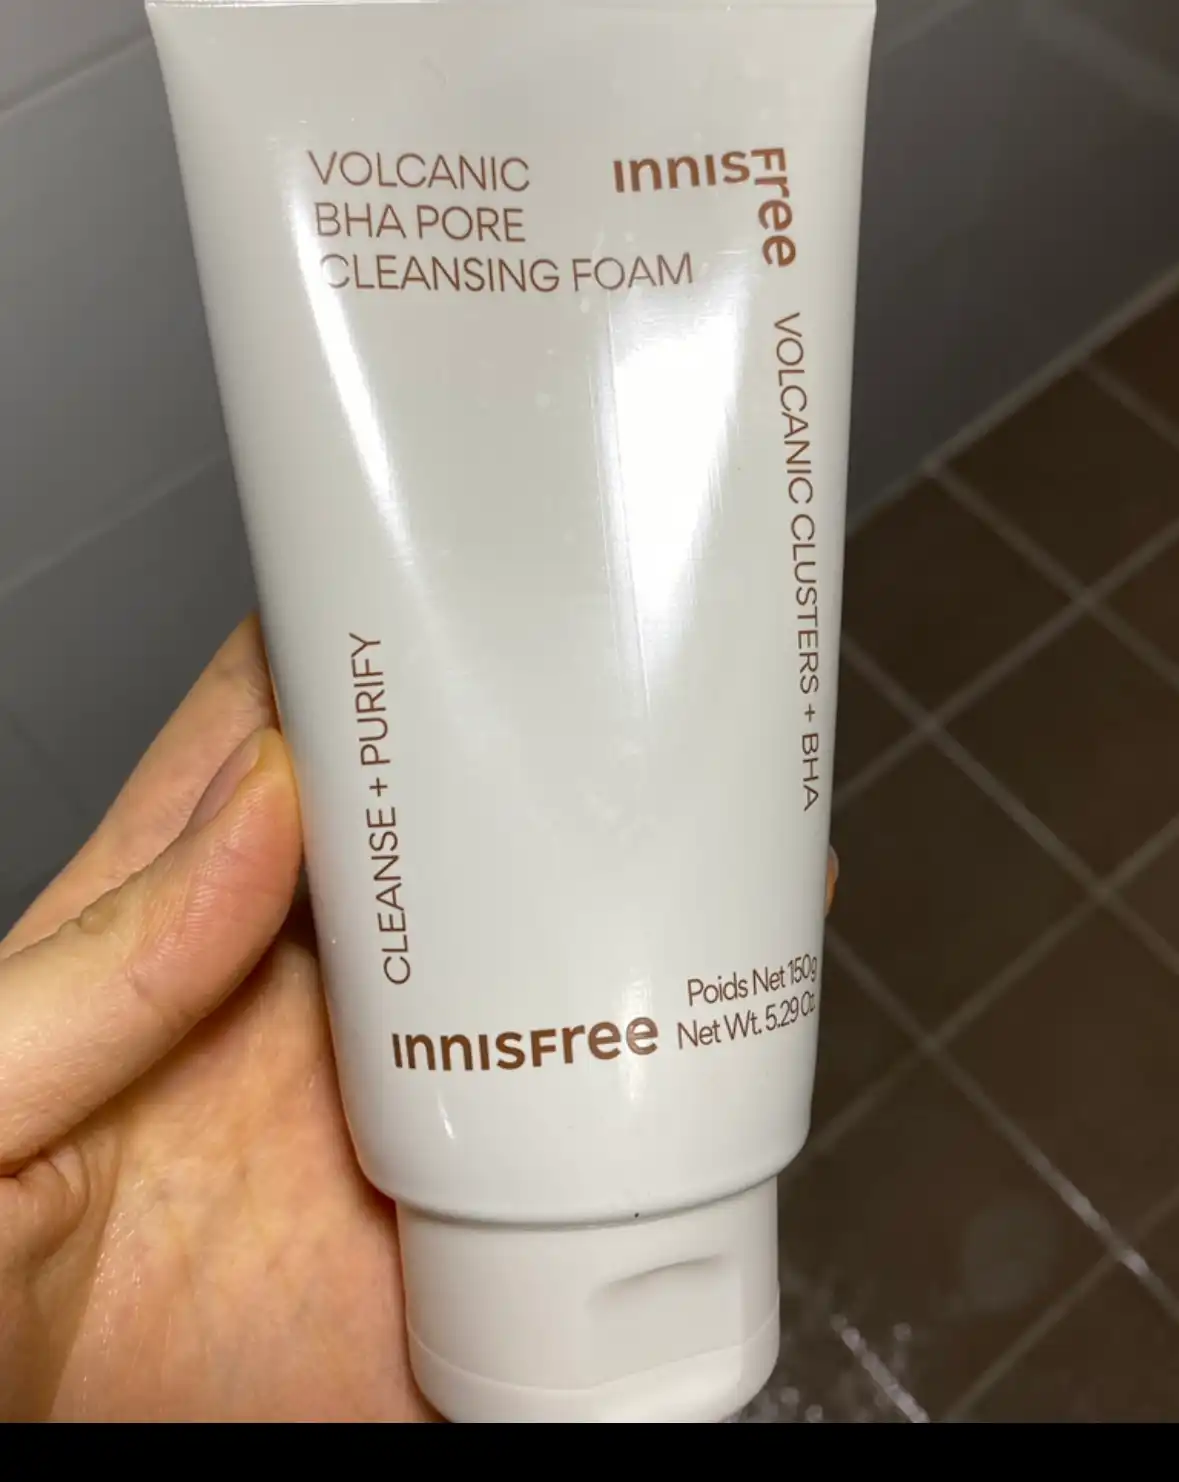 VOLCANIC
BHA PORE
CLEANSING FOAM
INNISFree
VOLCANIC CLUSTERS + BHA
CLEANSE + PURIFY
INNISFree
Poids Net 150g
Net Wt. 5.29 Oz